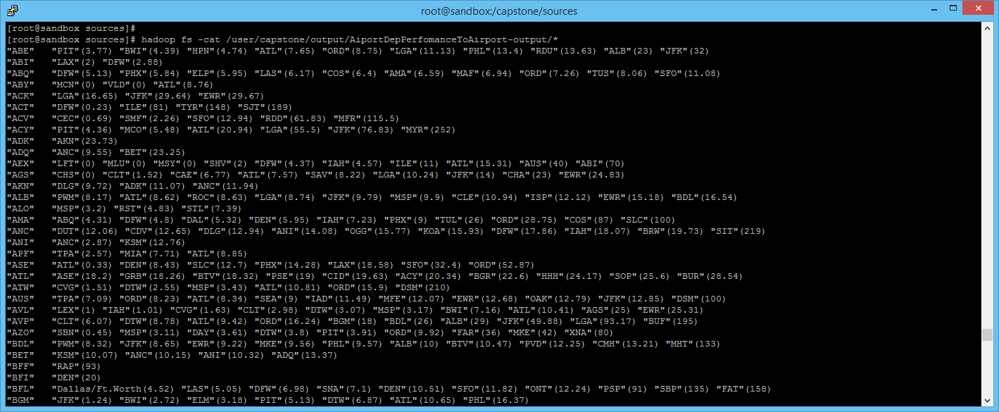 root@sandbox:/capstone/sources
[root@sandbox sources]#
[root@sandbox sources]# hadoop fs -cat /user/capstone/output/AiportDepPerfomanceToAirport-output/*
"ABE" "PIT"(3.77) "BWI"(4.39) "HPN"(4.74) "ATL"(7.65) "ORD"(8.75) "LGA"(11.13) "PHL"(13.4) "RDU"(13.63) "ALB"(23) "JFK"(32)
"ABI" "LAX"(2) "DFW"(2.88)
"ABQ" "DFW"(5.13) "PHX"(5.84) "ELP"(5.95) "LAS"(6.17) "COS"(6.4) "AMA"(6.59) "MAF"(6.94) "ORD"(7.26) "TUS"(8.06) "SFO"(11.08)
"ABY" "MCN"(0) "VLD"(0) "ATL"(8.76)
"ACK" "LGA"(16.65) "JFK"(29.64) "EWR"(29.67)
"ACT" "DFW"(0.23) "ILE"(81) "TYR"(148) "SJT"(189)
"ACV" "CEC"(0.69) "SMF"(2.26) "SFO"(12.94) "RDD"(61.83) "MFR"(115.5)
"ACY" "PIT"(4.36) "MCO"(5.48) "ATL"(20.94) "LGA"(55.5) "JFK"(76.83) "MYR"(252)
"ADK" "AKN"(23.73)
"ADQ" "ANC"(9.55) "BET"(23.25)
"AEX" "LFT"(0) "MLU"(0) "MSY"(0) "SHV"(2) "DFW"(4.37) "IAH"(4.57) "ILE"(11) "ATL"(15.31) "AUS"(40) "ABI"(70)
"AGS" "CHS"(0) "CLT"(1.52) "CAE"(6.77) "ATL"(7.57) "SAV"(8.22) "LGA"(10.24) "JFK"(14) "CHA"(23) "EWR"(24.83)
"AKN" "DLG"(9.72) "ADK"(11.07) "ANC"(11.94)
"ALB" "PWM"(8.17) "ATL"(8.62) "ROC"(8.63) "LGA"(8.74) "JFK"(9.79) "MSP"(9.9) "CLE"(10.94) "ISP"(12.12) "EWR"(15.18) "BDL"(16.54)
"ALO" "MSP"(3.2) "RST"(4.83) "STL"(7.39)
"AMA" "ABQ"(4.31) "DFW"(4.8) "DAL"(5.32) "DEN"(5.95) "IAH"(7.23) "PHX"(9) "TUL"(26) "ORD"(28.75) "COS"(87) "SLC"(100)
"ANC" "DUT"(12.06) "CDV"(12.65) "DLG"(12.94) "ANI"(14.08) "OGG"(15.77) "KOA"(15.93) "DFW"(17.86) "IAH"(18.07) "BRW"(19.73) "SIT"(219)
"ANI" "ANC"(2.87) "KSM"(12.76)
"APF" "TPA"(2.57) "MIA"(7.71) "ATL"(8.85)
"ASE" "ATL"(0.33) "DEN"(8.43) "SLC"(12.7) "PHX"(14.28) "LAX"(18.58) "SFO"(32.4) "ORD"(52.87)
"ATL" "ASE"(18.2) "GRB"(18.26) "BTV"(18.32) "PSE"(19) "CID"(19.63) "ACY"(20.34) "BGR"(22.6) "HHH"(24.17) "SOP"(25.6) "BUR"(28.54)
"ATW" "CVG"(1.51) "DTW"(2.55) "MSP"(3.43) "ATL"(10.81) "ORD"(15.9) "DSM"(210)
"AUS" "TPA"(7.09) "ORD"(8.23) "ATL"(8.34) "SEA"(9) "IAD"(11.49) "MFE"(12.07) "EWR"(12.68) "OAK"(12.79) "JFK"(12.85) "DSM"(100)
"AVL" "LEX"(1) "IAH"(1.01) "CVG"(1.63) "CLT"(2.98) "DTW"(3.07) "MSP"(3.17) "BWI"(7.16) "ATL"(10.41) "AGS"(25) "EWR"(25.31)
"AVP" "CLT"(6.07) "DTW"(8.78) "ATL"(9.42) "ORD"(16.24) "BGM"(18) "BDL"(26) "ALB"(29) "JFK"(49.88) "LGA"(93.17) "BUF"(195)
"AZO" "SBN"(0.45) "MSP"(3.11) "DAY"(3.61) "DTW"(3.8) "PIT"(3.91) "ORD"(9.92) "FAR"(36) "MKE"(42) "XNA"(80)
"BDL" "PWM"(8.32) "JFK"(8.65) "EWR"(9.22) "MKE"(9.56) "PHL"(9.57) "ALB"(10) "BTV"(10.47) "PVD"(12.25) "CMH"(13.21) "MHT"(133)
"BET" "KSM"(10.07) "ANC"(10.15) "ANI"(10.32) "ADQ"(13.37)
"BFF" "RAP"(93)
"BFI" "DEN"(20)
"BFL" "Dallas/Ft.Worth(4.52) "LAS"(5.05) "DFW"(6.98) "SNA"(7.1) "DEN"(10.51) "SFO"(11.82) "ONT"(12.24) "PSP"(91) "SBP"(135) "FAT"(158)
"BGM" "JFK"(1.24) "BWI"(2.72) "ELM"(3.18) "PIT"(5.13) "DTW"(6.87) "ATL"(10.65) "PHL"(16.37)